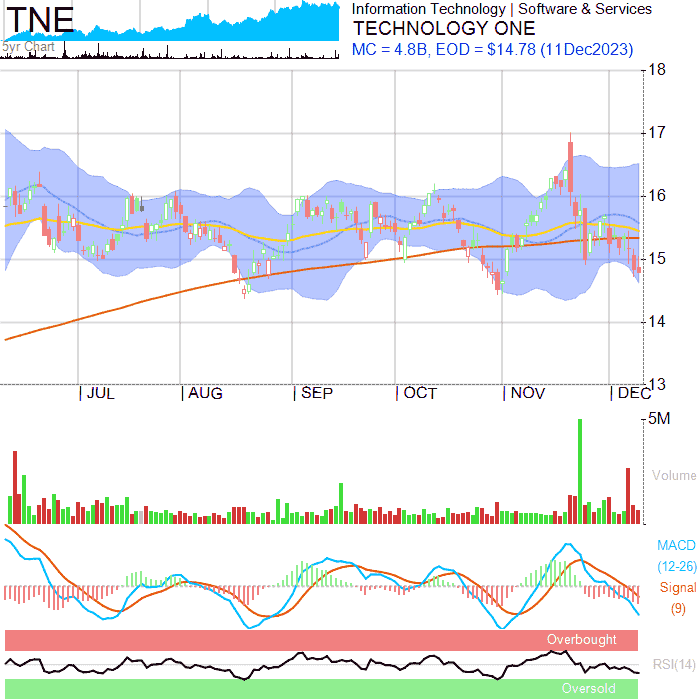 TNE
5yr Chart
Information Technology | Software & Services
TECHNOLOGY ONE
MC = 4.8B, EOD = $14.78 (11Dec2023)
18
17
16
15
14
13
JUL AUG SEP OCT NOV DEC
5M
Volume
MACD
(12-26)
Signal
(9)
Overbought
RSI(14)
Oversold